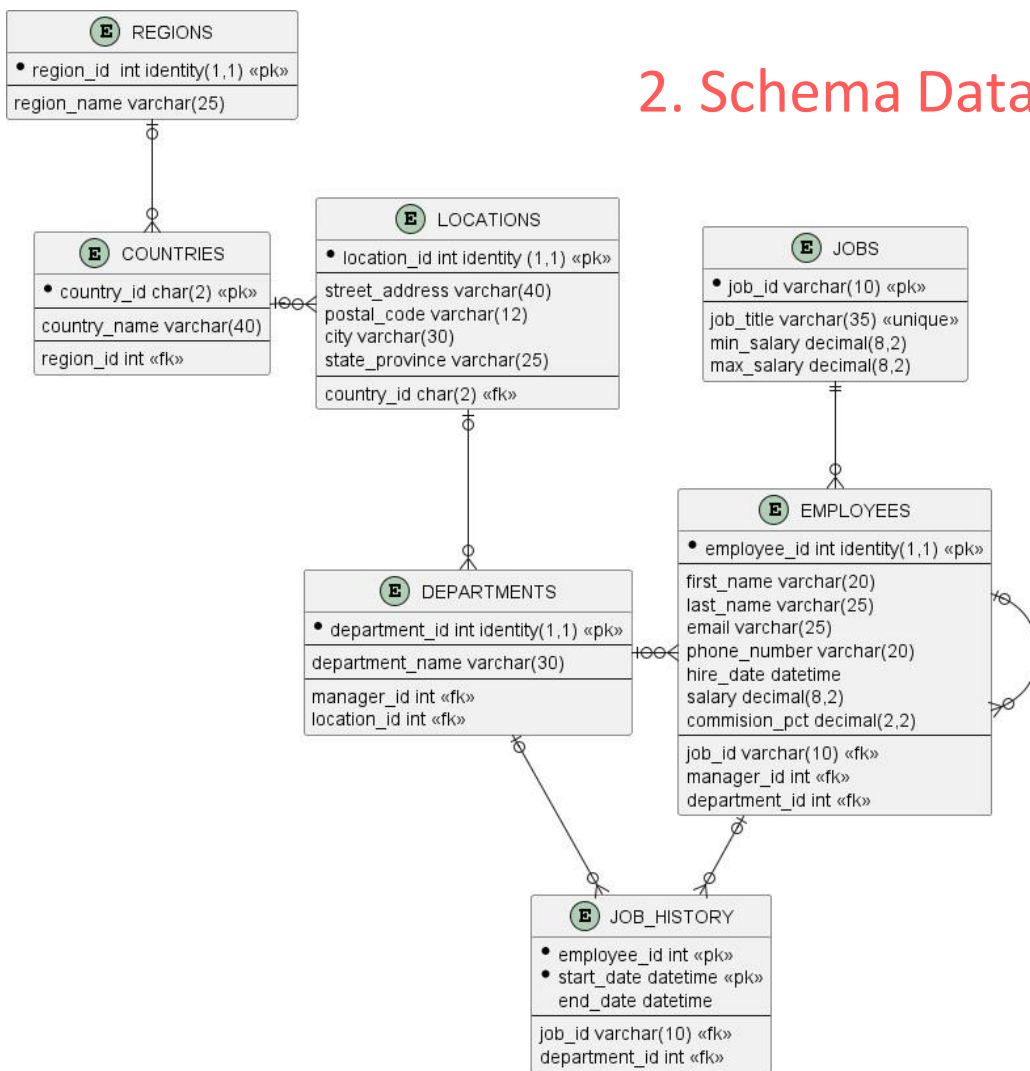 E REGIONS
• region_id int identity(1,1) «pk»
region_name varchar(25)
2. Schema Data
E COUNTRIES
• country_id char(2) «pk»
country_name varchar(40)
region_id int «fk»
E LOCATIONS
• location_id int identity (1,1) «pk»
street_address varchar(40)
postal_code varchar(12)
city varchar(30)
state_province varchar(25)
country_id char(2) «fk»
E JOBS
• job_id varchar(10) «pk»
job_title varchar(35) «unique»
min_salary decimal(8,2)
max_salary decimal(8,2)
E DEPARTMENTS
• department_id int identity(1,1) «pk»
department_name varchar(30)
manager_id int «fk»
location_id int «fk»
E EMPLOYEES
• employee_id int identity(1,1) «pk»
first_name varchar(20)
last_name varchar(25)
email varchar(25)
phone_number varchar(20)
hire_date datetime
salary decimal(8,2)
commision_pct decimal(2,2)
job_id varchar(10) «fk»
manager_id int «fk»
department_id int «fk»
E JOB_HISTORY
• employee_id int «pk»
• start_date datetime «pk»
end_date datetime
job_id varchar(10) «fk»
department_id int «fk»